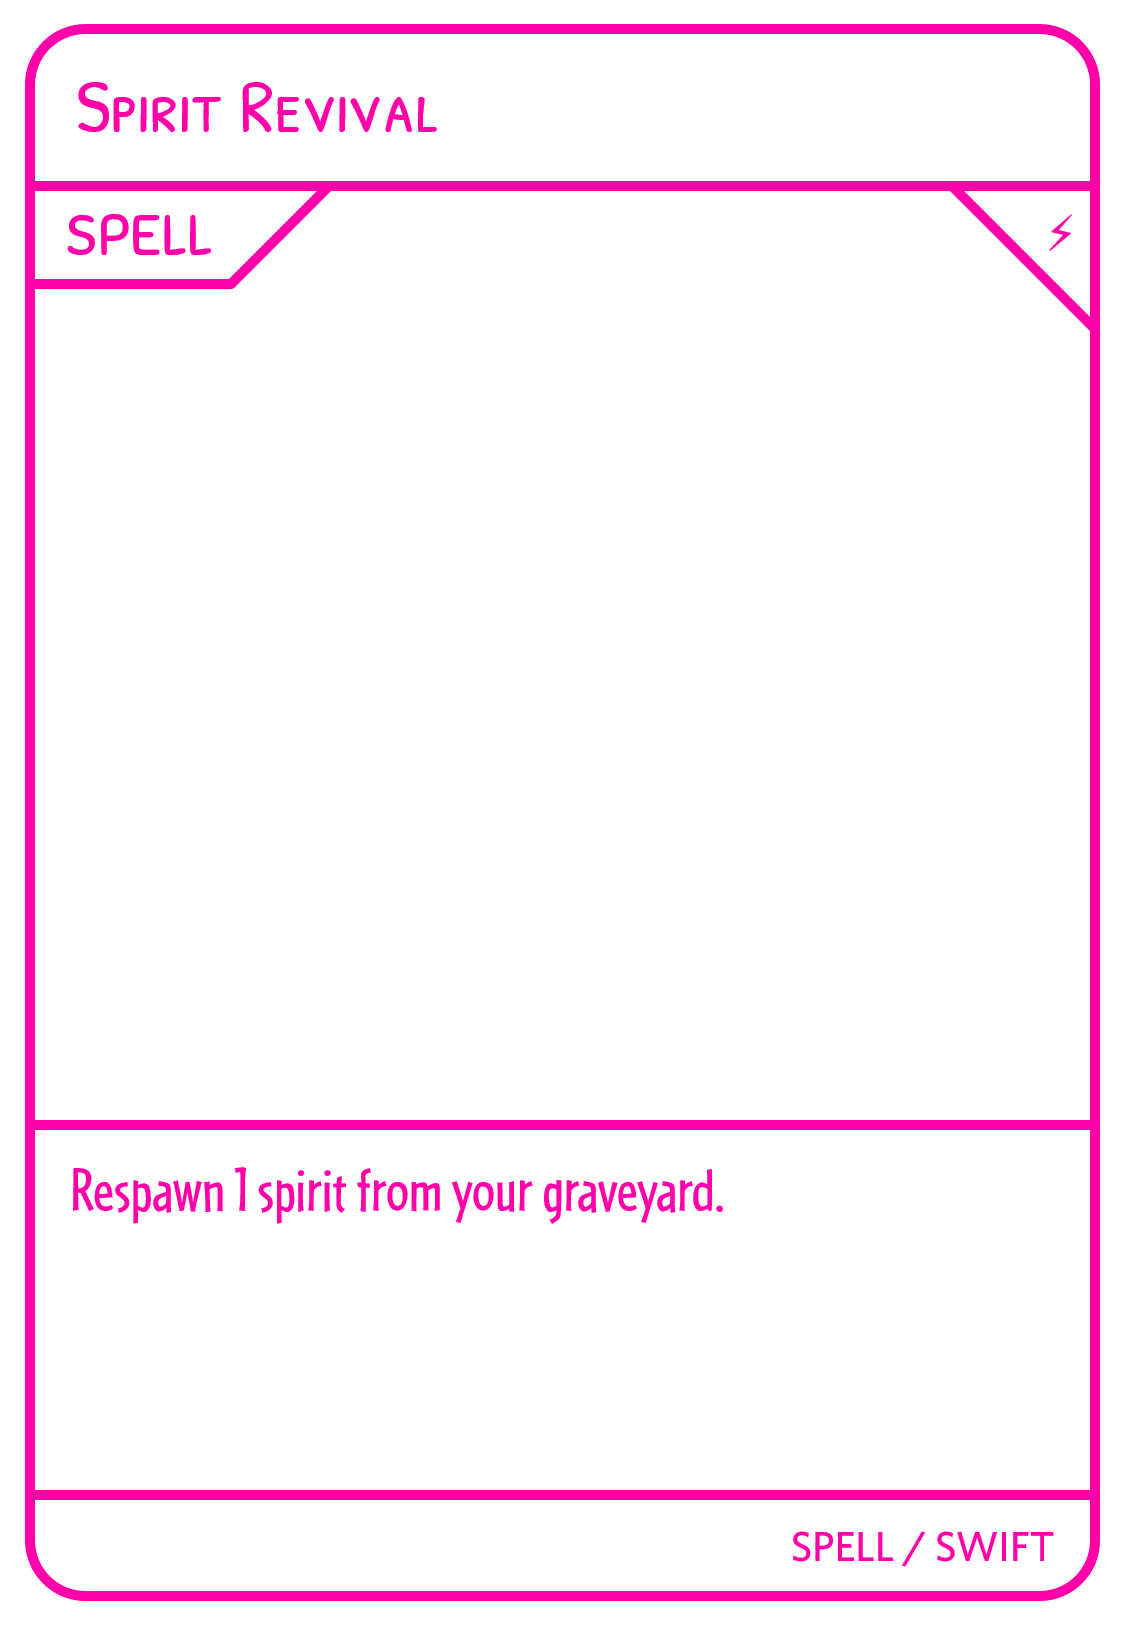 Spirit Revival
SPELL
⚡
Respawn 1 spirit from your graveyard.
SPELL / SWIFT